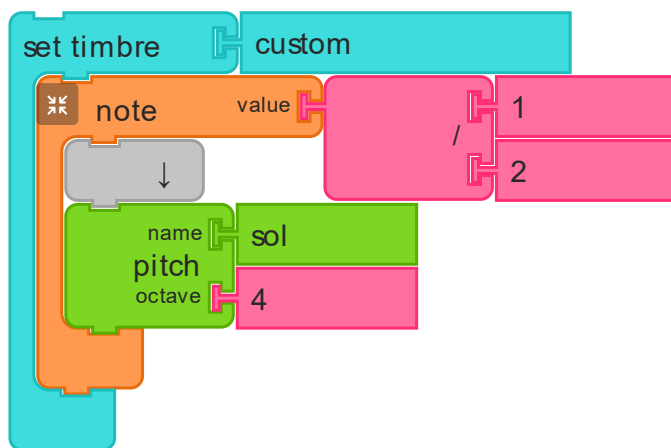 set timbre custom
note value 1
/
2
↓
name sol
pitch
octave 4